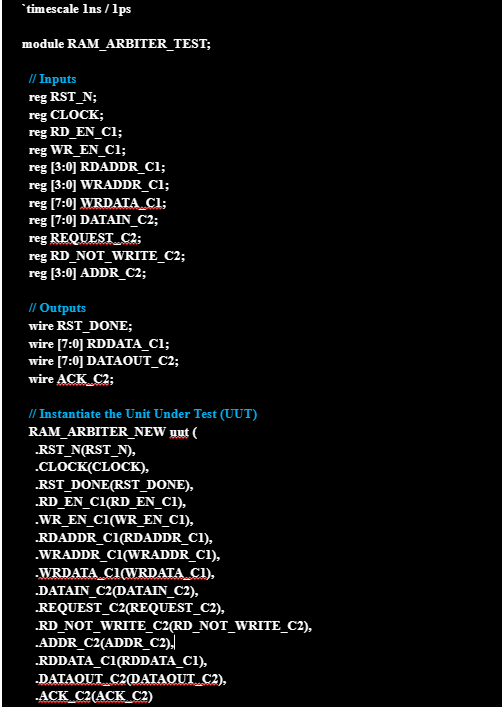 `timescale 1ns / 1ps
module RAM_ARBITER_TEST;
// Inputs
reg RST_N;
reg CLOCK;
reg RD_EN_C1;
reg WR_EN_C1;
reg [3:0] RDADDR_C1;
reg [3:0] WRADDR_C1;
reg [7:0] WRDATA_C1;
reg [7:0] DATAIN_C2;
reg REQUEST_C2;
reg RD_NOT_WRITE_C2;
reg [3:0] ADDR_C2;
// Outputs
wire RST_DONE;
wire [7:0] RDDATA_C1;
wire [7:0] DATAOUT_C2;
wire ACK_C2;
// Instantiate the Unit Under Test (UUT)
RAM_ARBITER_NEW uut (
.RST_N(RST_N),
.CLOCK(CLOCK),
.RST_DONE(RST_DONE),
.RD_EN_C1(RD_EN_C1),
.WR_EN_C1(WR_EN_C1),
.RDADDR_C1(RDADDR_C1),
.WRADDR_C1(WRADDR_C1),
.WRDATA_C1(WRDATA_C1),
.DATAIN_C2(DATAIN_C2),
.REQUEST_C2(REQUEST_C2),
.RD_NOT_WRITE_C2(RD_NOT_WRITE_C2),
.ADDR_C2(ADDR_C2),
.RDDATA_C1(RDDATA_C1),
.DATAOUT_C2(DATAOUT_C2),
.ACK_C2(ACK_C2)